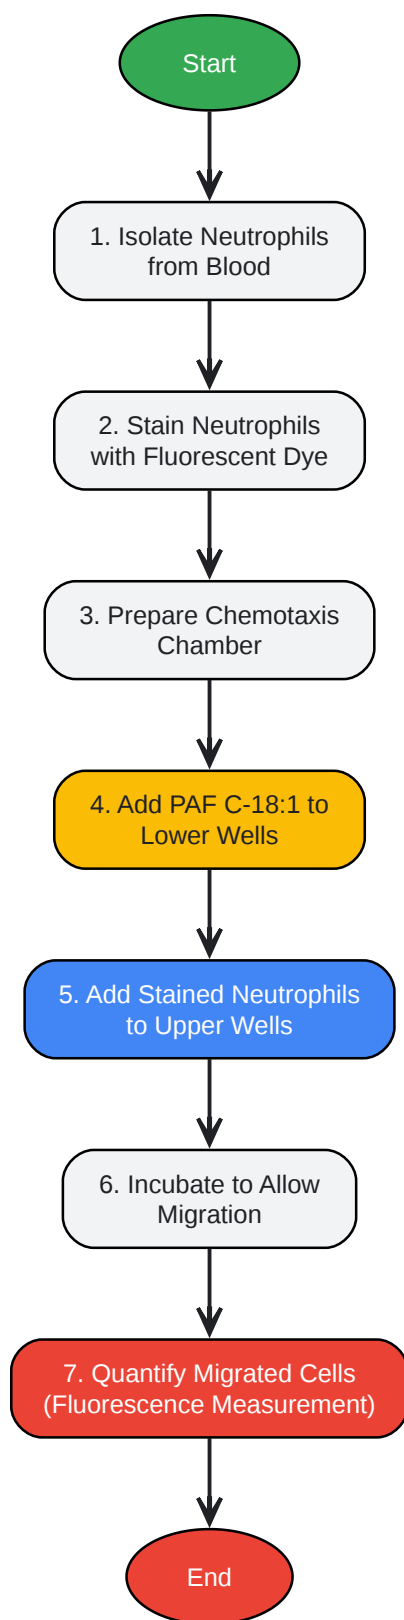 Start
1. Isolate Neutrophils
from Blood
2. Stain Neutrophils
with Fluorescent Dye
3. Prepare Chemotaxis
Chamber
4. Add PAF C-18:1 to
Lower Wells
5. Add Stained Neutrophils
to Upper Wells
6. Incubate to Allow
Migration
7. Quantify Migrated Cells
(Fluorescence Measurement)
End